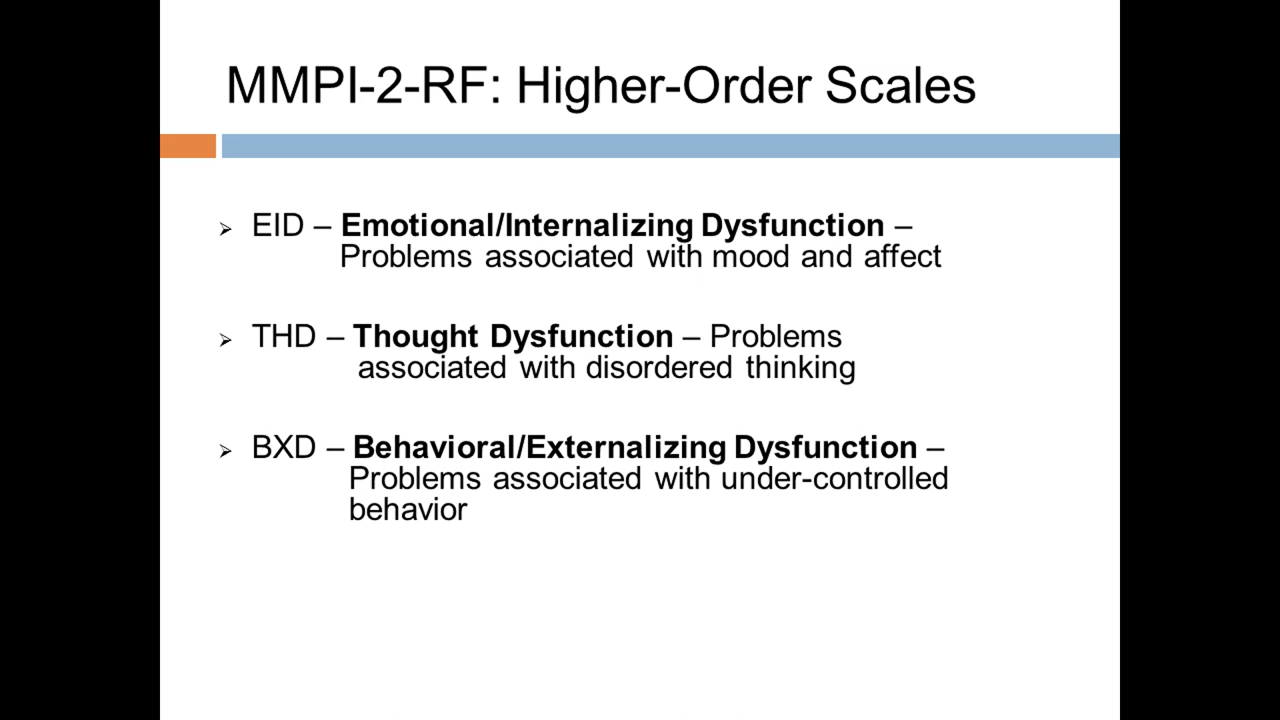 MMPI-2-RF: Higher-Order Scales
EID – Emotional/Internalizing Dysfunction –
Problems associated with mood and affect
THD – Thought Dysfunction – Problems
associated with disordered thinking
BXD – Behavioral/Externalizing Dysfunction –
Problems associated with under-controlled
behavior